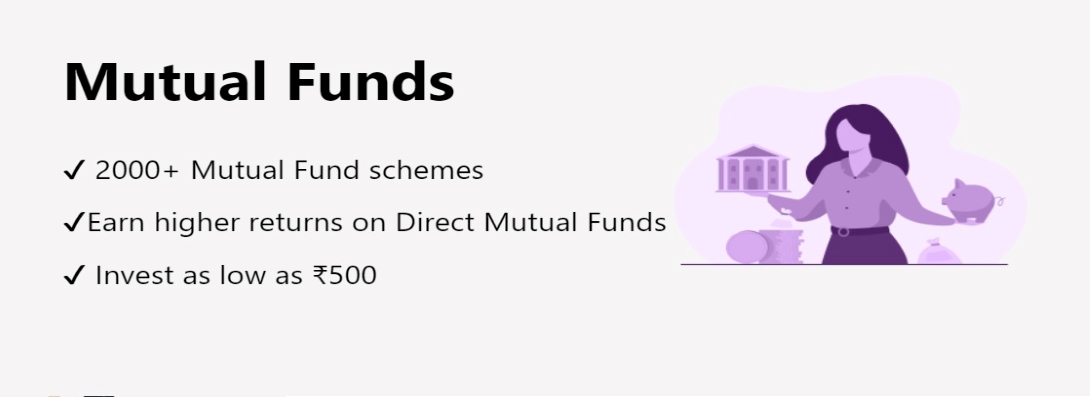 Mutual Funds
✓ 2000+ Mutual Fund schemes
✓Earn higher returns on Direct Mutual Funds
✓ Invest as low as ₹500